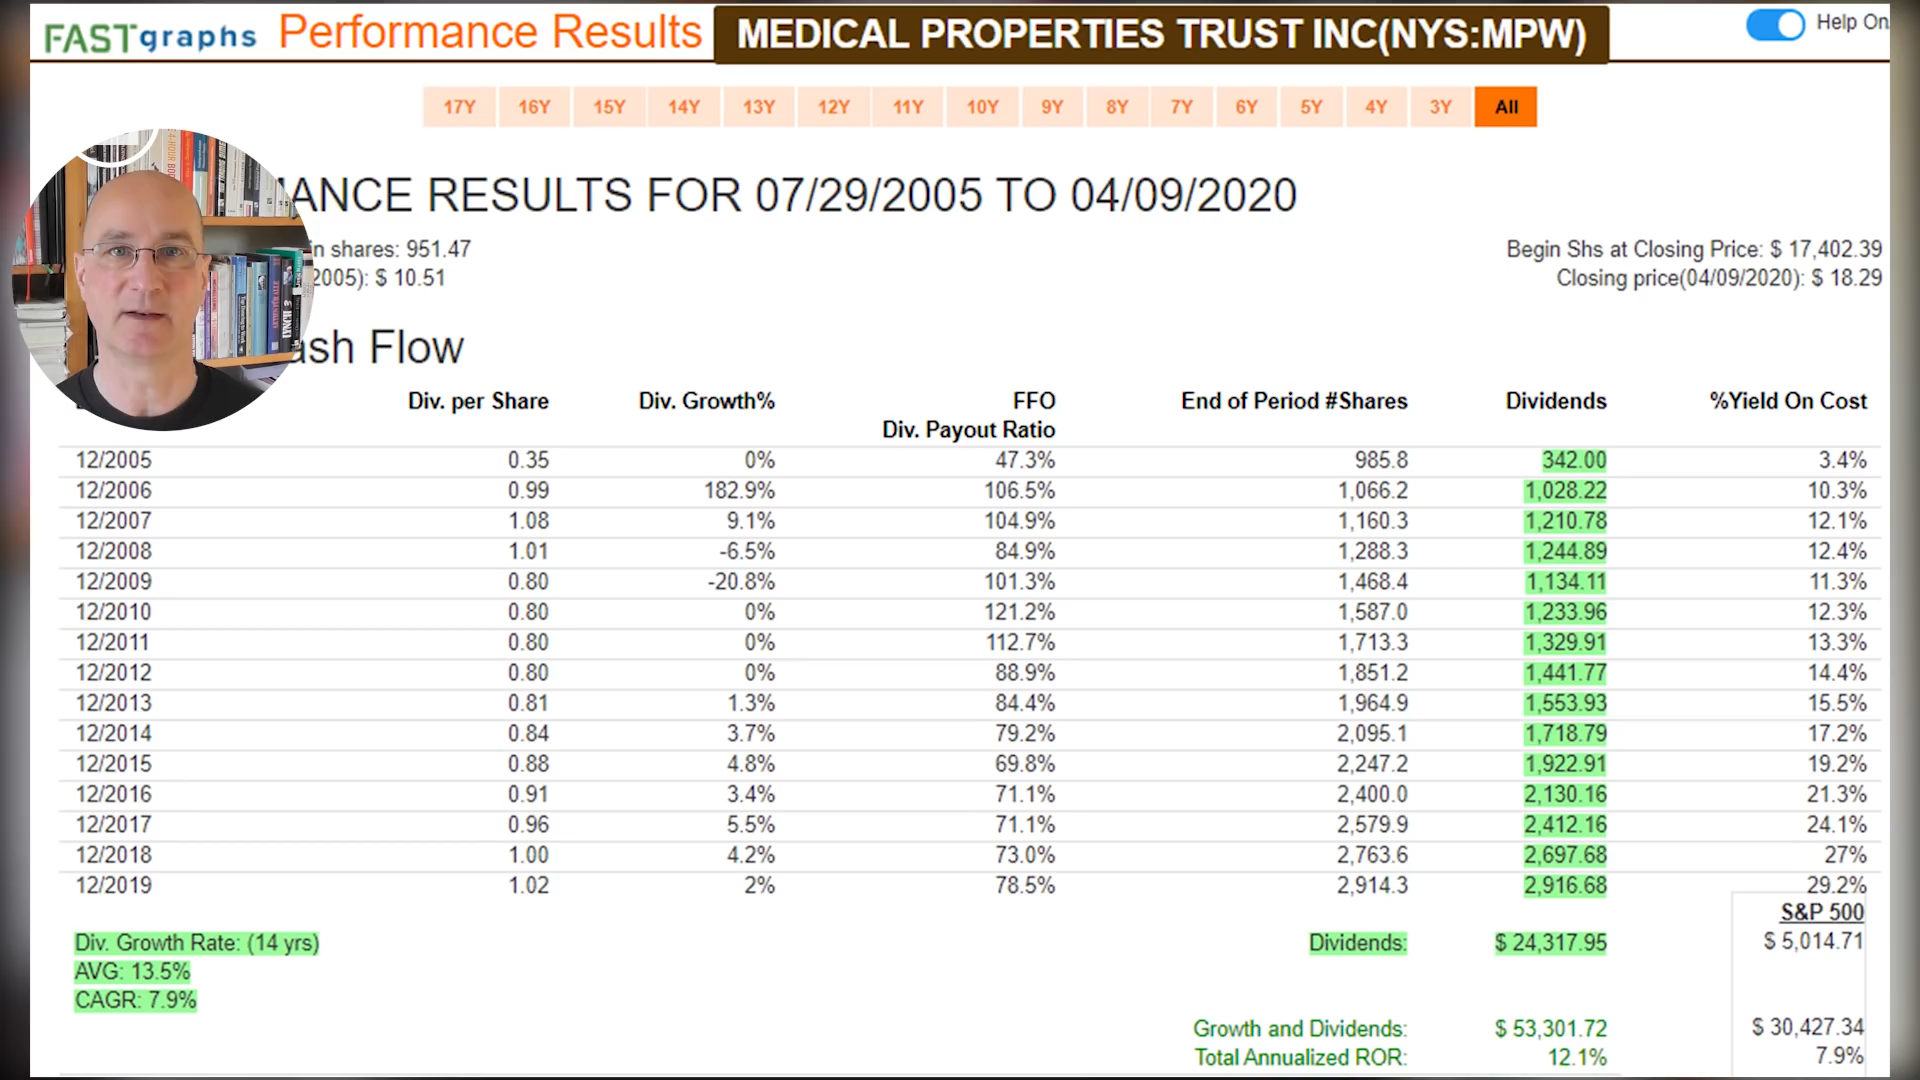 FASTgraphs Performance Results MEDICAL PROPERTIES TRUST INC(NYS:MPW) Help On
17Y 16Y 15Y 14Y 13Y 12Y 11Y 10Y 9Y 8Y 7Y 6Y 5Y 4Y 3Y All
ANCE RESULTS FOR 07/29/2005 TO 04/09/2020
n shares: 951.47 Begin Shs at Closing Price: $ 17,402.39
2005): $ 10.51 Closing price(04/09/2020): $ 18.29
ash Flow
Div. per Share Div. Growth% FFO End of Period #Shares Dividends %Yield On Cost
Div. Payout Ratio
12/2005 0.35 0% 47.3% 985.8 342.00 3.4%
12/2006 0.99 182.9% 106.5% 1,066.2 1,028.22 10.3%
12/2007 1.08 9.1% 104.9% 1,160.3 1,210.78 12.1%
12/2008 1.01 -6.5% 84.9% 1,288.3 1,244.89 12.4%
12/2009 0.80 -20.8% 101.3% 1,468.4 1,134.11 11.3%
12/2010 0.80 0% 121.2% 1,587.0 1,233.96 12.3%
12/2011 0.80 0% 112.7% 1,713.3 1,329.91 13.3%
12/2012 0.80 0% 88.9% 1,851.2 1,441.77 14.4%
12/2013 0.81 1.3% 84.4% 1,964.9 1,553.93 15.5%
12/2014 0.84 3.7% 79.2% 2,095.1 1,718.79 17.2%
12/2015 0.88 4.8% 69.8% 2,247.2 1,922.91 19.2%
12/2016 0.91 3.4% 71.1% 2,400.0 2,130.16 21.3%
12/2017 0.96 5.5% 71.1% 2,579.9 2,412.16 24.1%
12/2018 1.00 4.2% 73.0% 2,763.6 2,697.68 27%
12/2019 1.02 2% 78.5% 2,914.3 2,916.68 29.2%
S&P 500
Div. Growth Rate: (14 yrs) Dividends: $ 24,317.95 $ 5,014.71
AVG: 13.5%
CAGR: 7.9%
Growth and Dividends: $ 53,301.72 $ 30,427.34
Total Annualized ROR: 12.1% 7.9%
LYNCH